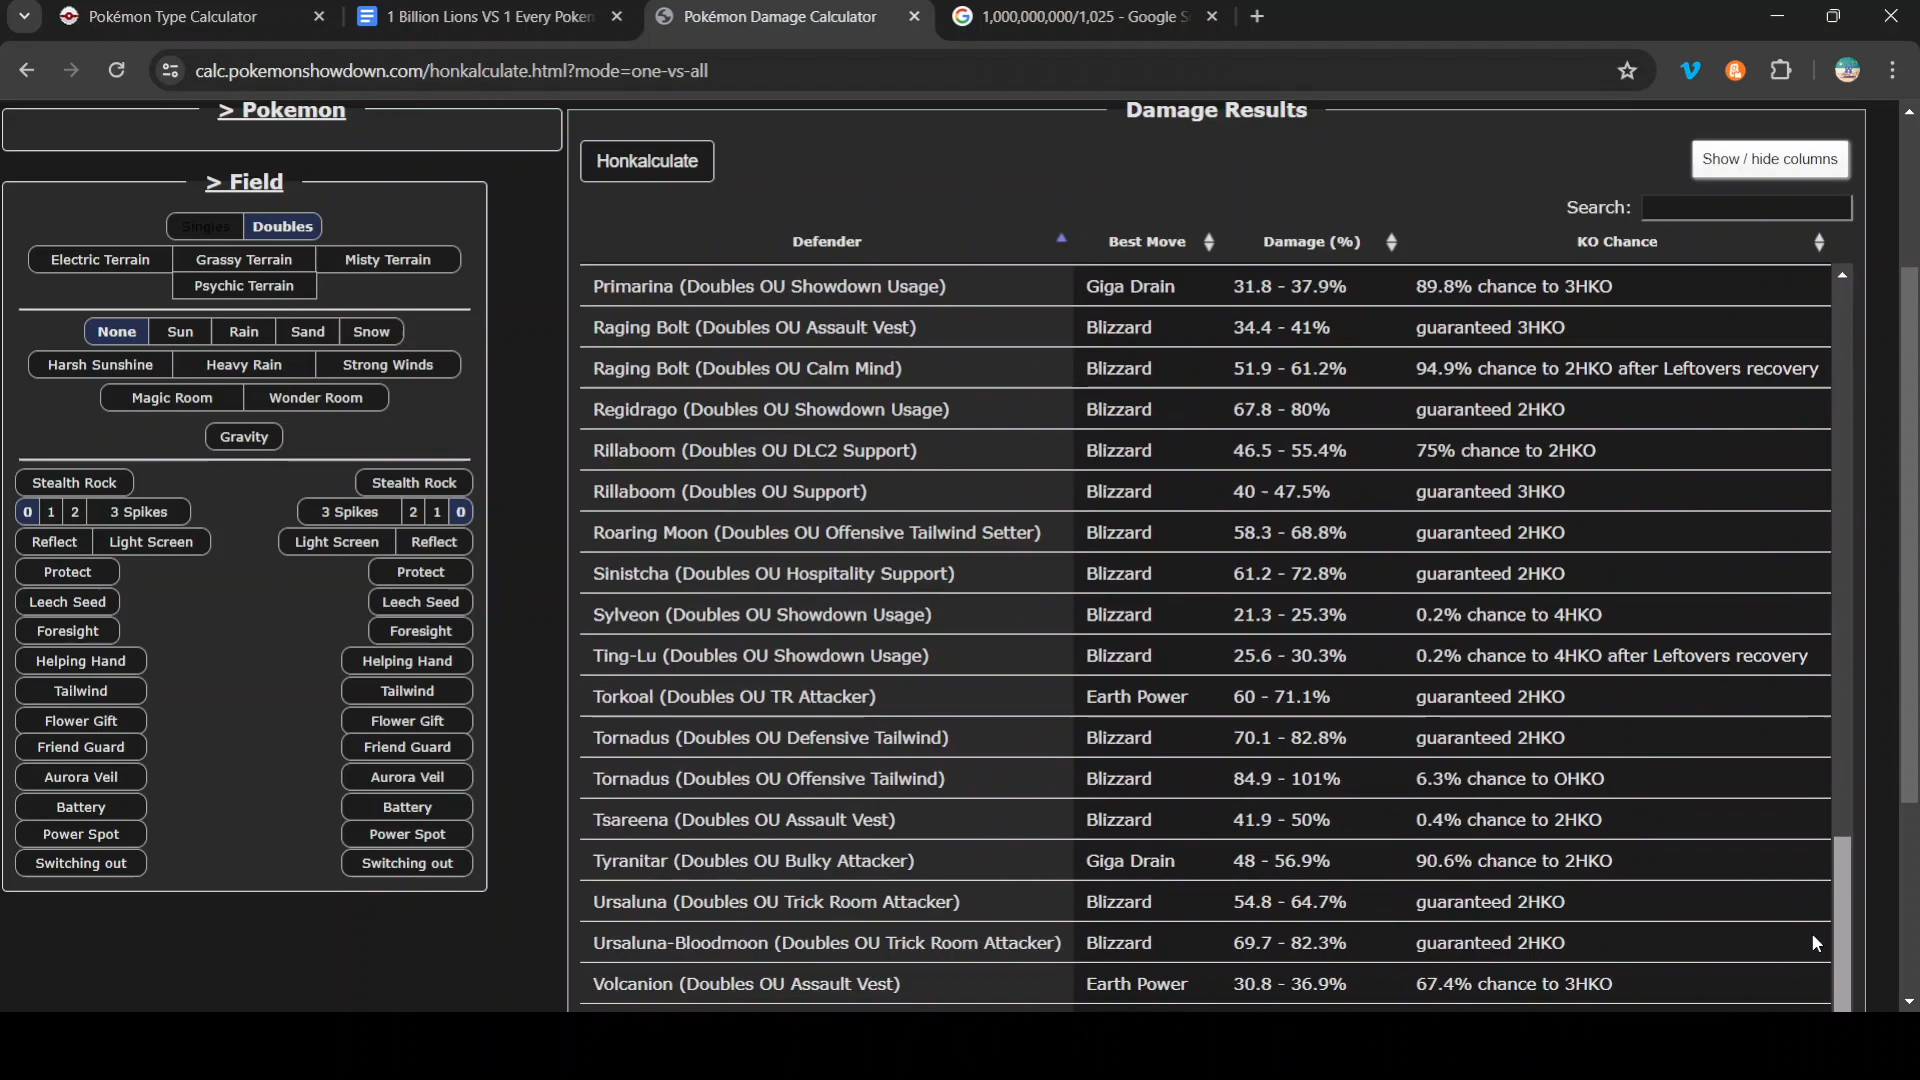 Pokémon Type Calculator
1 Billion Lions VS 1 Every Poken
Pokémon Damage Calculator
1,000,000,000/1,025 - Google S
calc.pokemonshowdown.com/honkalculate.html?mode=one-vs-all
> Pokemon
> Field
Singles Doubles
Electric Terrain Grassy Terrain Misty Terrain
Psychic Terrain
None Sun Rain Sand Snow
Harsh Sunshine Heavy Rain Strong Winds
Magic Room Wonder Room
Gravity
Stealth Rock Stealth Rock
0 1 2 3 Spikes 3 Spikes 2 1 0
Reflect Light Screen Light Screen Reflect
Protect Protect
Leech Seed Leech Seed
Foresight Foresight
Helping Hand Helping Hand
Tailwind Tailwind
Flower Gift Flower Gift
Friend Guard Friend Guard
Aurora Veil Aurora Veil
Battery Battery
Power Spot Power Spot
Switching out Switching out
Damage Results
Honkalculate
Show / hide columns
Search:
Defender Best Move Damage (%) KO Chance
Primarina (Doubles OU Showdown Usage) Giga Drain 31.8 - 37.9% 89.8% chance to 3HKO
Raging Bolt (Doubles OU Assault Vest) Blizzard 34.4 - 41% guaranteed 3HKO
Raging Bolt (Doubles OU Calm Mind) Blizzard 51.9 - 61.2% 94.9% chance to 2HKO after Leftovers recovery
Regidrago (Doubles OU Showdown Usage) Blizzard 67.8 - 80% guaranteed 2HKO
Rillaboom (Doubles OU DLC2 Support) Blizzard 46.5 - 55.4% 75% chance to 2HKO
Rillaboom (Doubles OU Support) Blizzard 40 - 47.5% guaranteed 3HKO
Roaring Moon (Doubles OU Offensive Tailwind Setter) Blizzard 58.3 - 68.8% guaranteed 2HKO
Sinistcha (Doubles OU Hospitality Support) Blizzard 61.2 - 72.8% guaranteed 2HKO
Sylveon (Doubles OU Showdown Usage) Blizzard 21.3 - 25.3% 0.2% chance to 4HKO
Ting-Lu (Doubles OU Showdown Usage) Blizzard 25.6 - 30.3% 0.2% chance to 4HKO after Leftovers recovery
Torkoal (Doubles OU TR Attacker) Earth Power 60 - 71.1% guaranteed 2HKO
Tornadus (Doubles OU Defensive Tailwind) Blizzard 70.1 - 82.8% guaranteed 2HKO
Tornadus (Doubles OU Offensive Tailwind) Blizzard 84.9 - 101% 6.3% chance to OHKO
Tsareena (Doubles OU Assault Vest) Blizzard 41.9 - 50% 0.4% chance to 2HKO
Tyranitar (Doubles OU Bulky Attacker) Giga Drain 48 - 56.9% 90.6% chance to 2HKO
Ursaluna (Doubles OU Trick Room Attacker) Blizzard 54.8 - 64.7% guaranteed 2HKO
Ursaluna-Bloodmoon (Doubles OU Trick Room Attacker) Blizzard 69.7 - 82.3% guaranteed 2HKO
Volcanion (Doubles OU Assault Vest) Earth Power 30.8 - 36.9% 67.4% chance to 3HKO